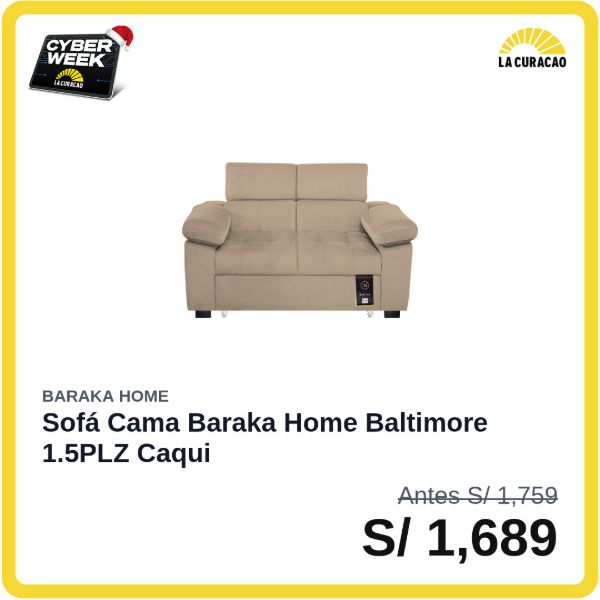 CYBER
WEEK
LA CURACAO
LA CURACAO
BARAKA HOME
Sofá Cama Baraka Home Baltimore
1.5PLZ Caqui
Antes S/ 1,759
S/ 1,689